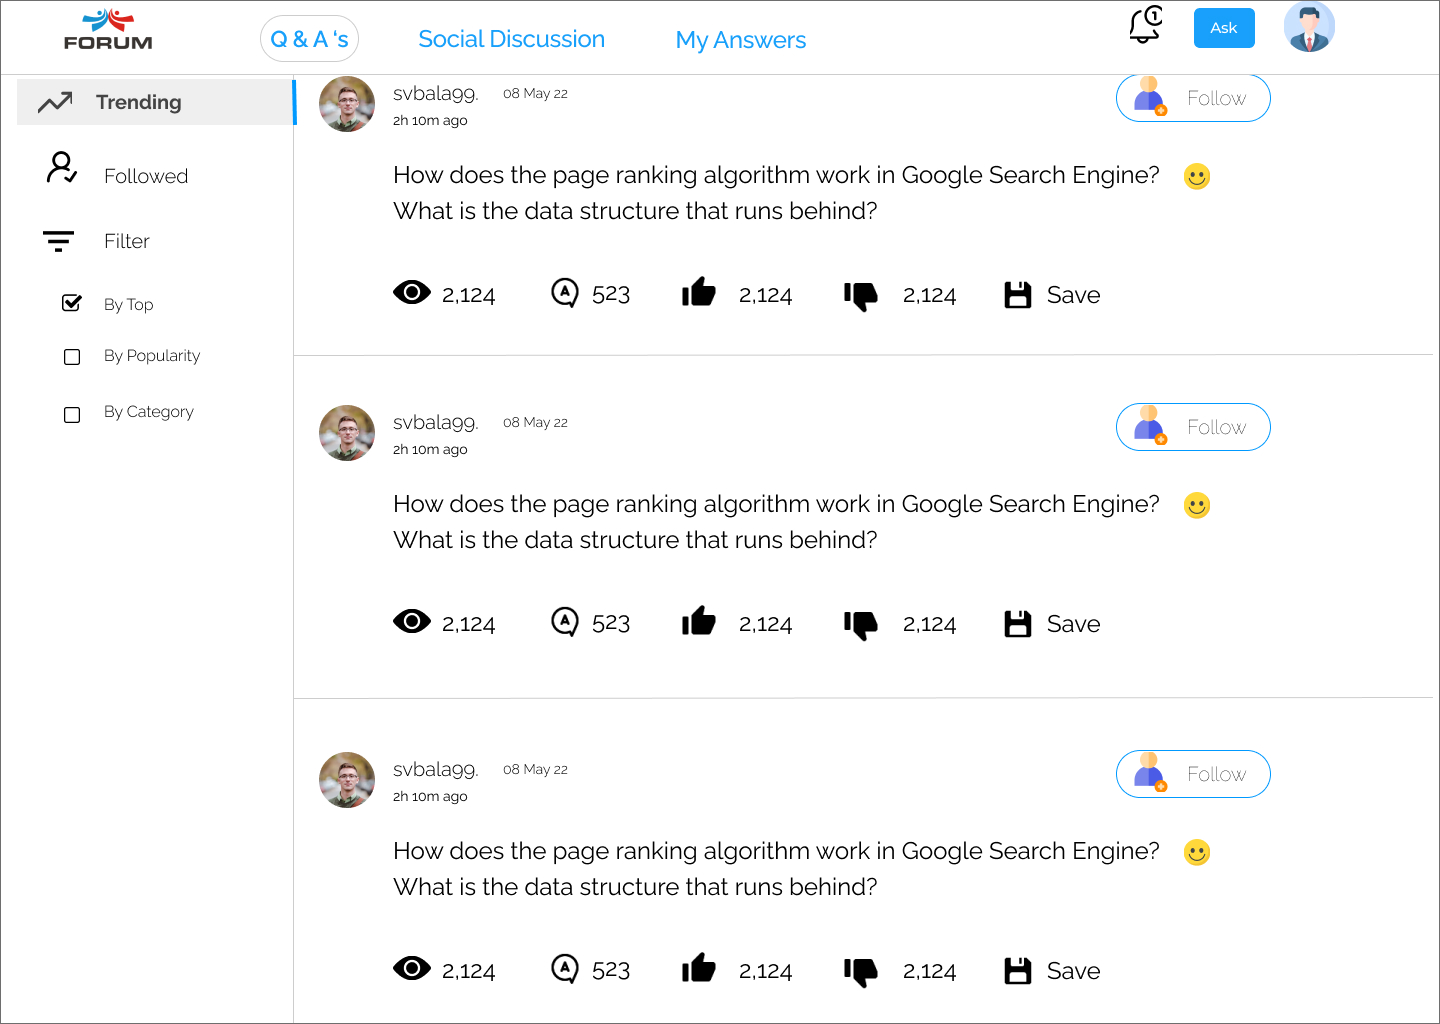 FORUM
Q & A 's
Social Discussion
My Answers
1
Ask
Trending
Followed
Filter
By Top
By Popularity
By Category
svbala99. 08 May 22
2h 10m ago
Follow
How does the page ranking algorithm work in Google Search Engine?
What is the data structure that runs behind?
2,124 A 523 2,124 2,124 Save
svbala99. 08 May 22
2h 10m ago
Follow
How does the page ranking algorithm work in Google Search Engine?
What is the data structure that runs behind?
2,124 A 523 2,124 2,124 Save
svbala99. 08 May 22
2h 10m ago
Follow
How does the page ranking algorithm work in Google Search Engine?
What is the data structure that runs behind?
2,124 A 523 2,124 2,124 Save